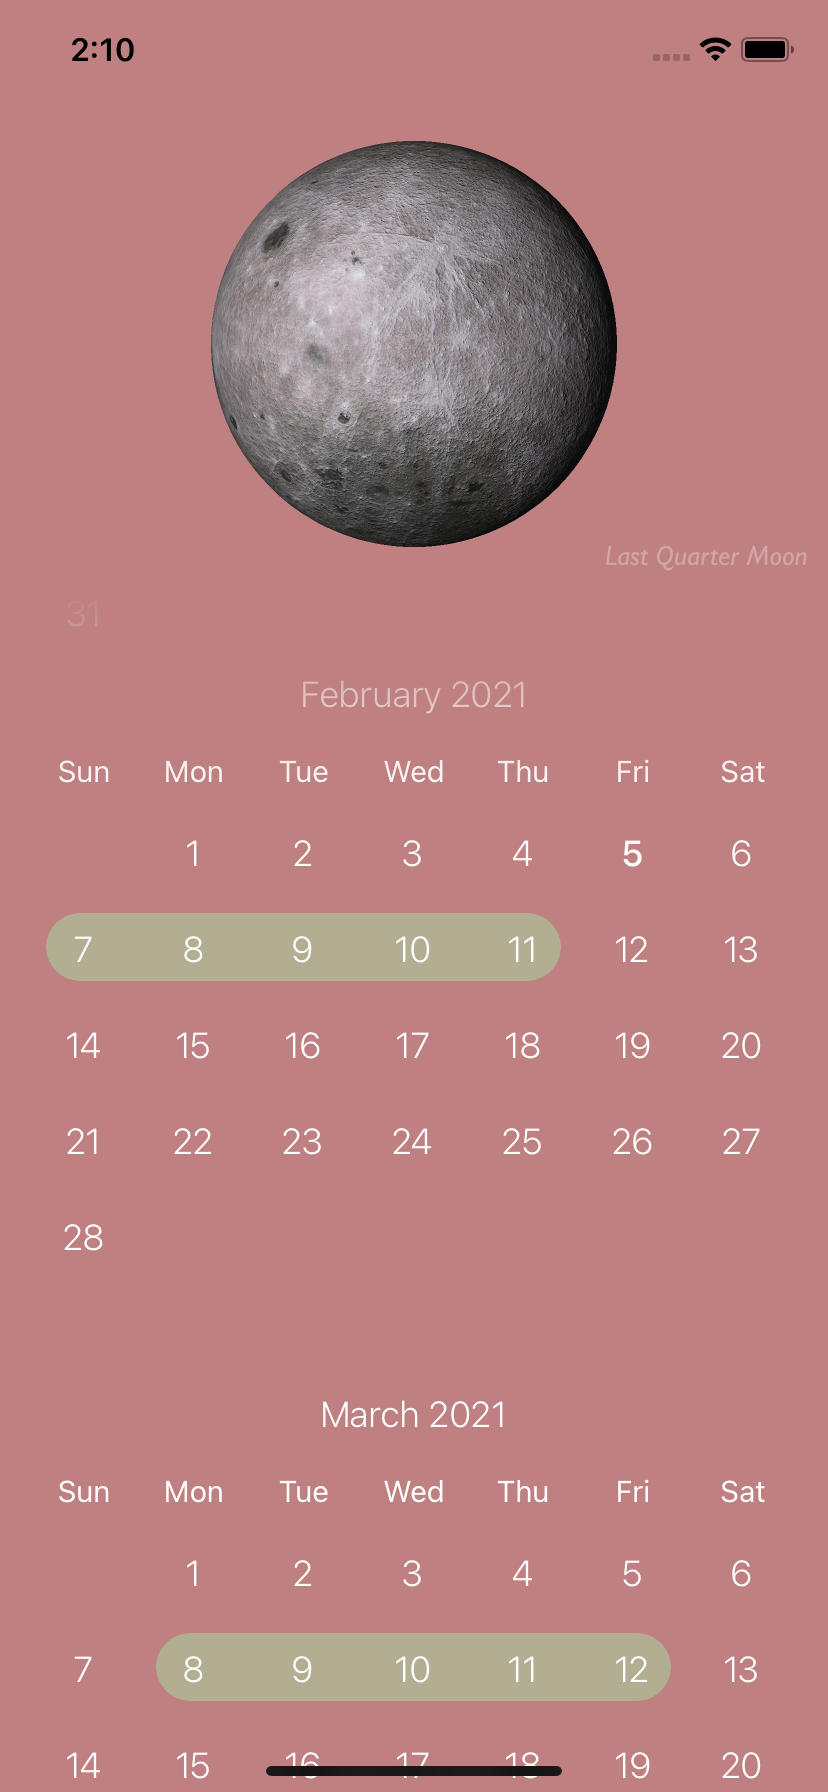 2:10
Last Quarter Moon
31
February 2021
Sun Mon Tue Wed Thu Fri Sat
1 2 3 4 5 6
7 8 9 10 11 12 13
14 15 16 17 18 19 20
21 22 23 24 25 26 27
28
March 2021
Sun Mon Tue Wed Thu Fri Sat
1 2 3 4 5 6
7 8 9 10 11 12 13
14 15 16 17 18 19 20